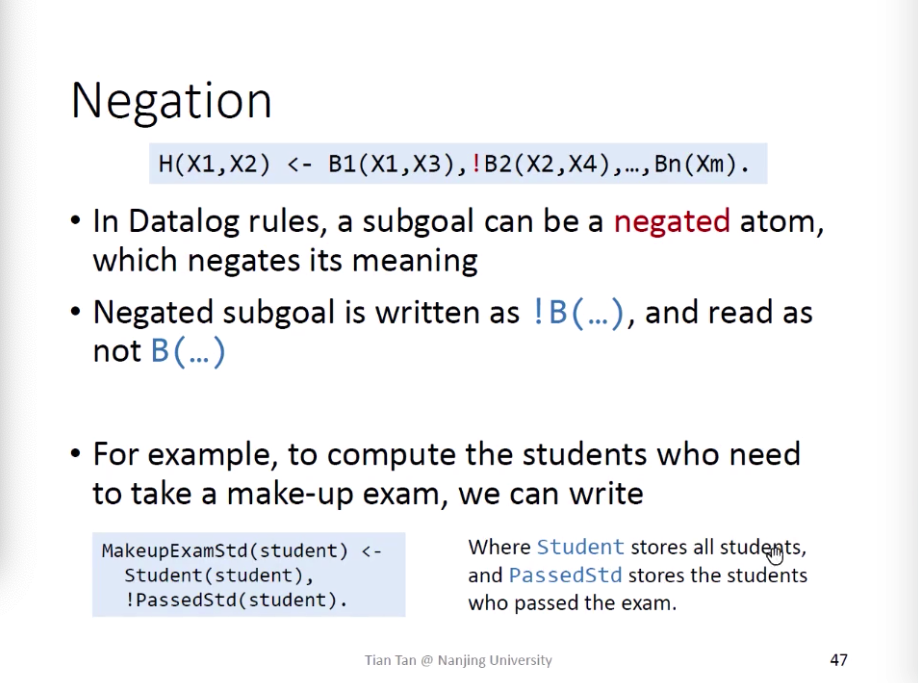 Negation
H(X1,X2) <- B1(X1,X3),!B2(X2,X4),…,Bn(Xm).
• In Datalog rules, a subgoal can be a negated atom,
which negates its meaning
• Negated subgoal is written as !B(…), and read as
not B(…)
• For example, to compute the students who need
to take a make-up exam, we can write
MakeupExamStd(student) <-
Student(student),
!PassedStd(student).
Where Student stores all students,
and PassedStd stores the students
who passed the exam.
Tian Tan @ Nanjing University
47